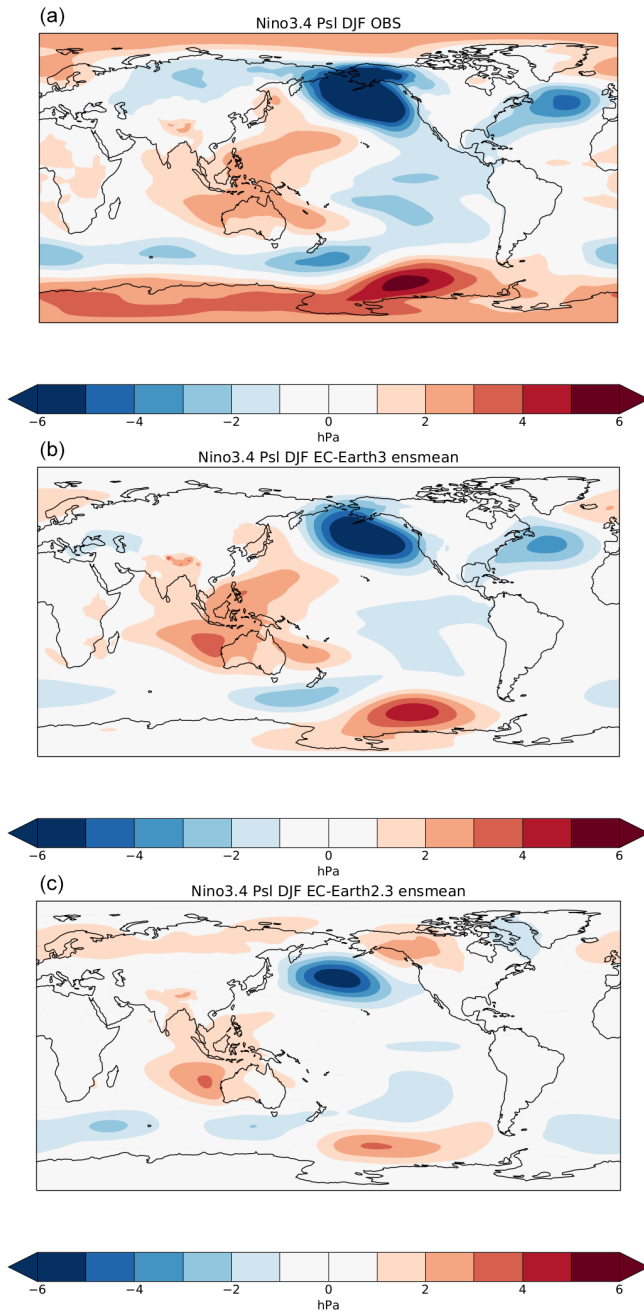 (a)
Nino3.4 Psl DJF OBS
−6 −4 −2 0 2 4 6
hPa
(b)
Nino3.4 Psl DJF EC-Earth3 ensmean
−6 −4 −2 0 2 4 6
hPa
(c)
Nino3.4 Psl DJF EC-Earth2.3 ensmean
−6 −4 −2 0 2 4 6
hPa